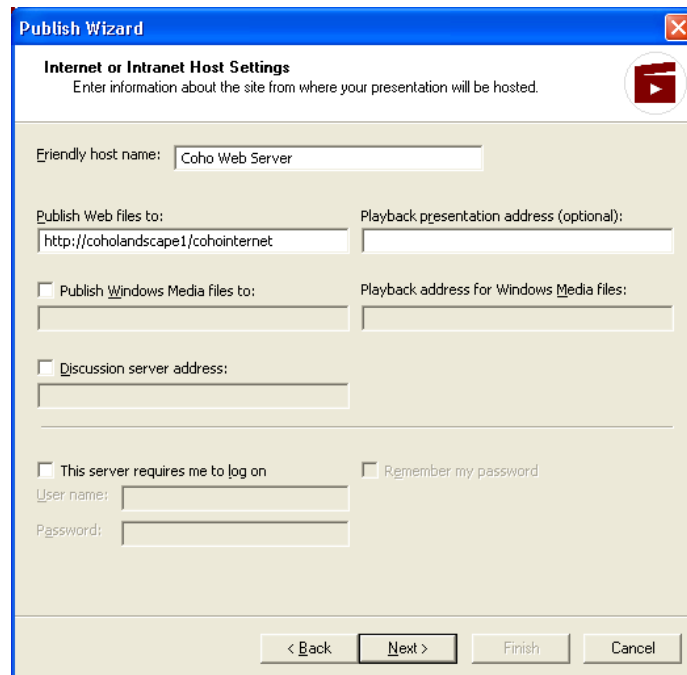 Publish Wizard
Internet or Intranet Host Settings
Enter information about the site from where your presentation will be hosted.
Friendly host name: Coho Web Server
Publish Web files to: Playback presentation address (optional):
http://coholandscape1/cohointernet
Publish Windows Media files to: Playback address for Windows Media files:
Discussion server address:
This server requires me to log on Remember my password
User name:
Password:
< Back Next > Finish Cancel